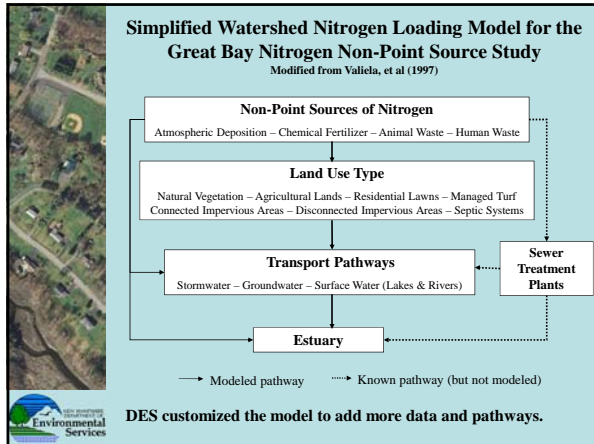 Simplified Watershed Nitrogen Loading Model for the
Great Bay Nitrogen Non-Point Source Study
Modified from Valiela, et al (1997)
Non-Point Sources of Nitrogen
Atmospheric Deposition – Chemical Fertilizer – Animal Waste – Human Waste
Land Use Type
Natural Vegetation – Agricultural Lands – Residential Lawns – Managed Turf
Connected Impervious Areas – Disconnected Impervious Areas – Septic Systems
Transport Pathways
Stormwater – Groundwater – Surface Water (Lakes & Rivers)
Sewer
Treatment
Plants
Estuary
Modeled pathway
Known pathway (but not modeled)
NEW HAMPSHIRE
DEPARTMENT OF
Environmental
Services
DES customized the model to add more data and pathways.